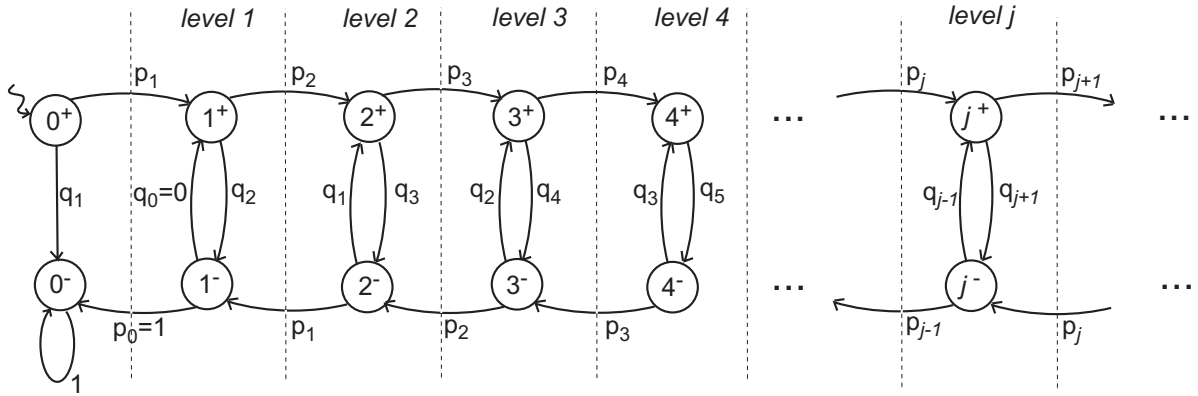 level 1 level 2 level 3 level 4 level j
p₁ p₂ p₃ p₄ pⱼ pⱼ₊₁
0⁺ 1⁺ 2⁺ 3⁺ 4⁺ ... j⁺ ...
q₁ q₀=0 q₂ q₁ q₃ q₂ q₄ q₃ q₅ qⱼ₋₁ qⱼ₊₁
0⁻ 1⁻ 2⁻ 3⁻ 4⁻ ... j⁻ ...
p₀=1 p₁ p₂ p₃ pⱼ₋₁ pⱼ
1